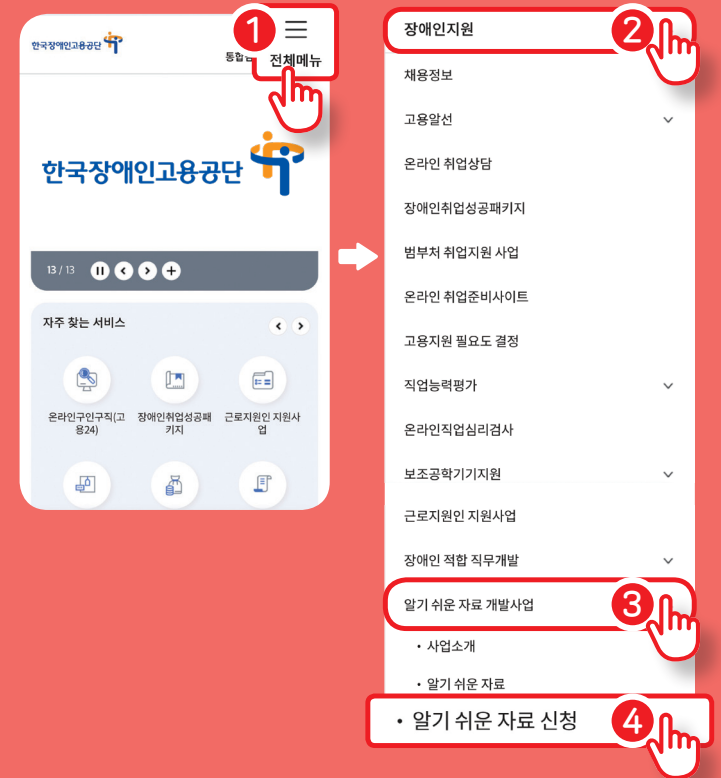 한국장애인고용공단
1
통합
전체메뉴
한국장애인고용공단
13 / 13
자주 찾는 서비스
온라인구인구직(고
용24)
장애인취업성공패
키지
근로지원인 지원사
업
장애인지원
2
채용정보
고용알선
온라인 취업상담
장애인취업성공패키지
범부처 취업지원 사업
온라인 취업준비사이트
고용지원 필요도 결정
직업능력평가
온라인직업심리검사
보조공학기기지원
근로지원인 지원사업
장애인 적합 직무개발
알기 쉬운 자료 개발사업
3
• 사업소개
• 알기 쉬운 자료
• 알기 쉬운 자료 신청
4